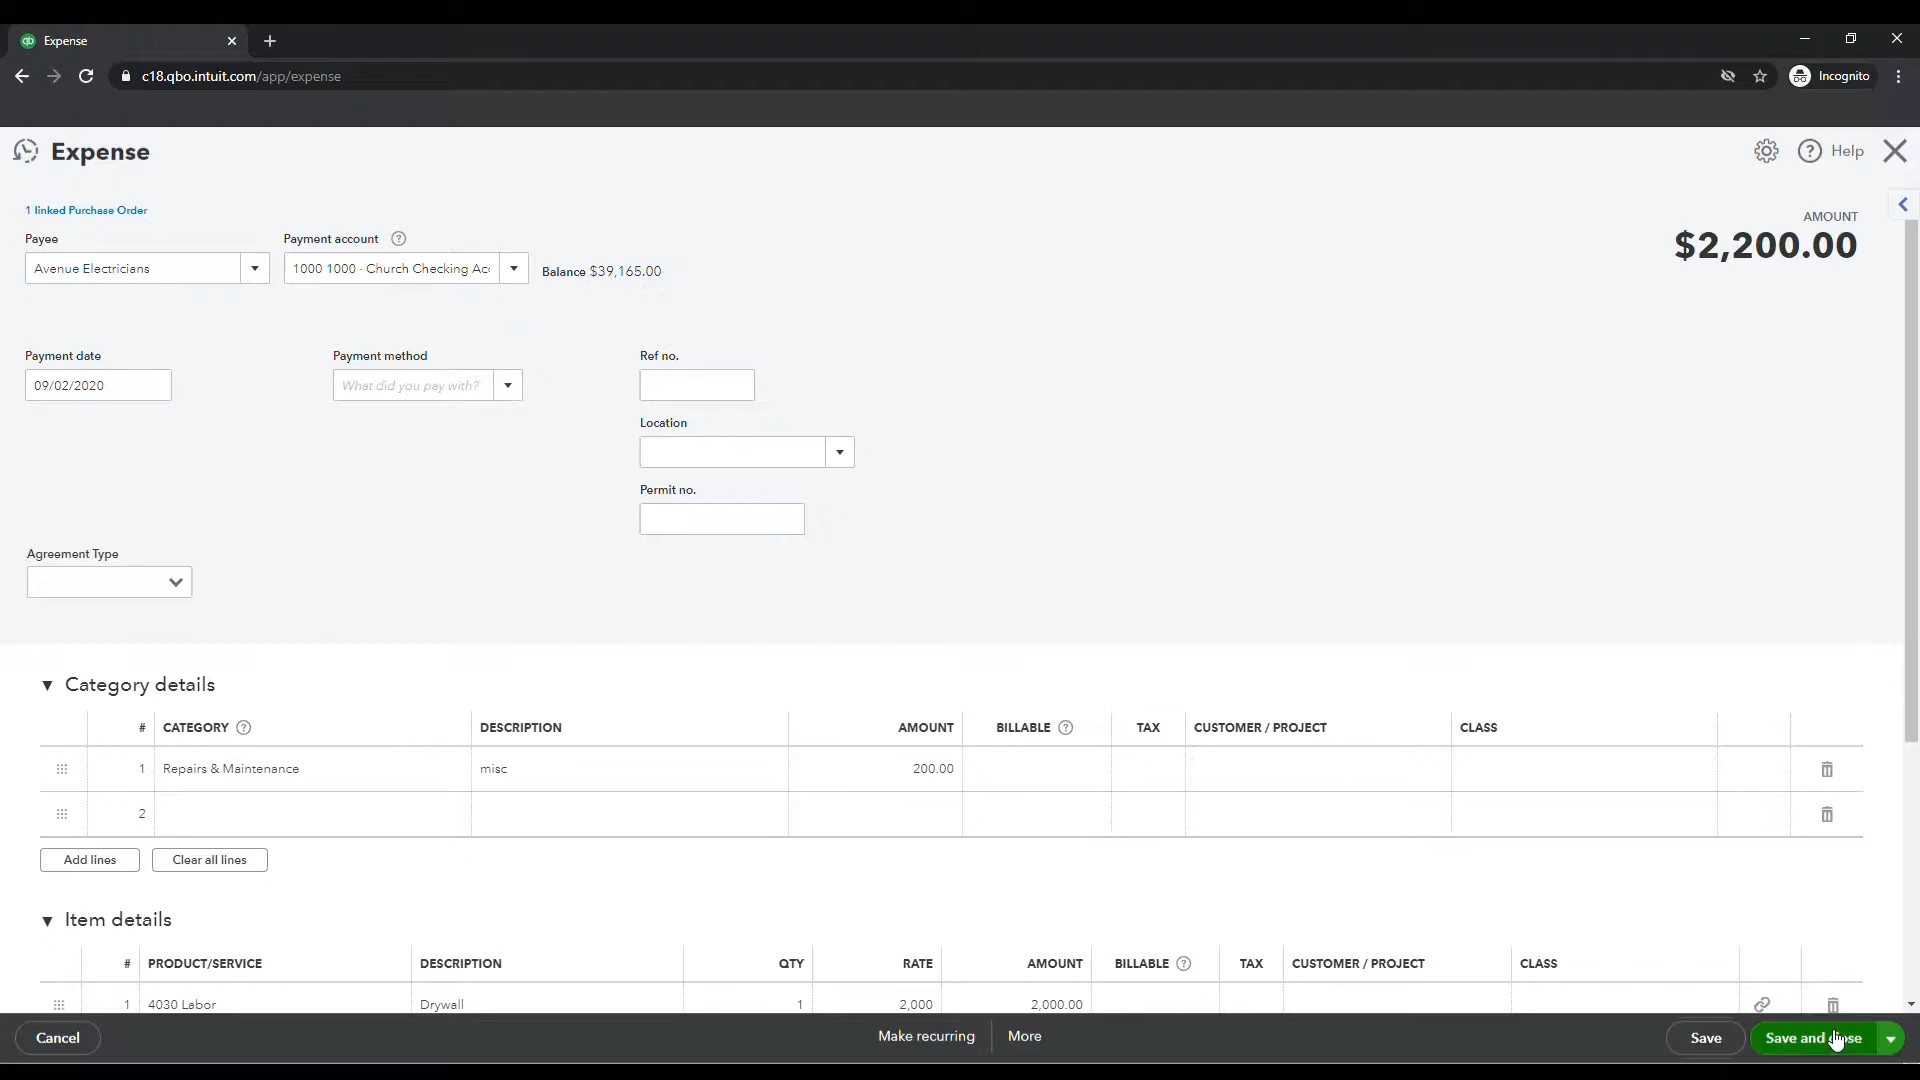 Expense
c18.qbo.intuit.com/app/expense
Incognito
Expense
Help
1 linked Purchase Order
AMOUNT
$2,200.00
Payee
Payment account
Avenue Electricians
1000 1000 · Church Checking Acc
Balance $39,165.00
Payment date
Payment method
Ref no.
09/02/2020
What did you pay with?
Location
Permit no.
Agreement Type
Category details
# CATEGORY DESCRIPTION AMOUNT BILLABLE TAX CUSTOMER / PROJECT CLASS
1 Repairs & Maintenance misc 200.00
2
Add lines Clear all lines
Item details
# PRODUCT/SERVICE DESCRIPTION QTY RATE AMOUNT BILLABLE TAX CUSTOMER / PROJECT CLASS
1 4030 Labor Drywall 1 2,000 2,000.00
Cancel Make recurring More Save Save and